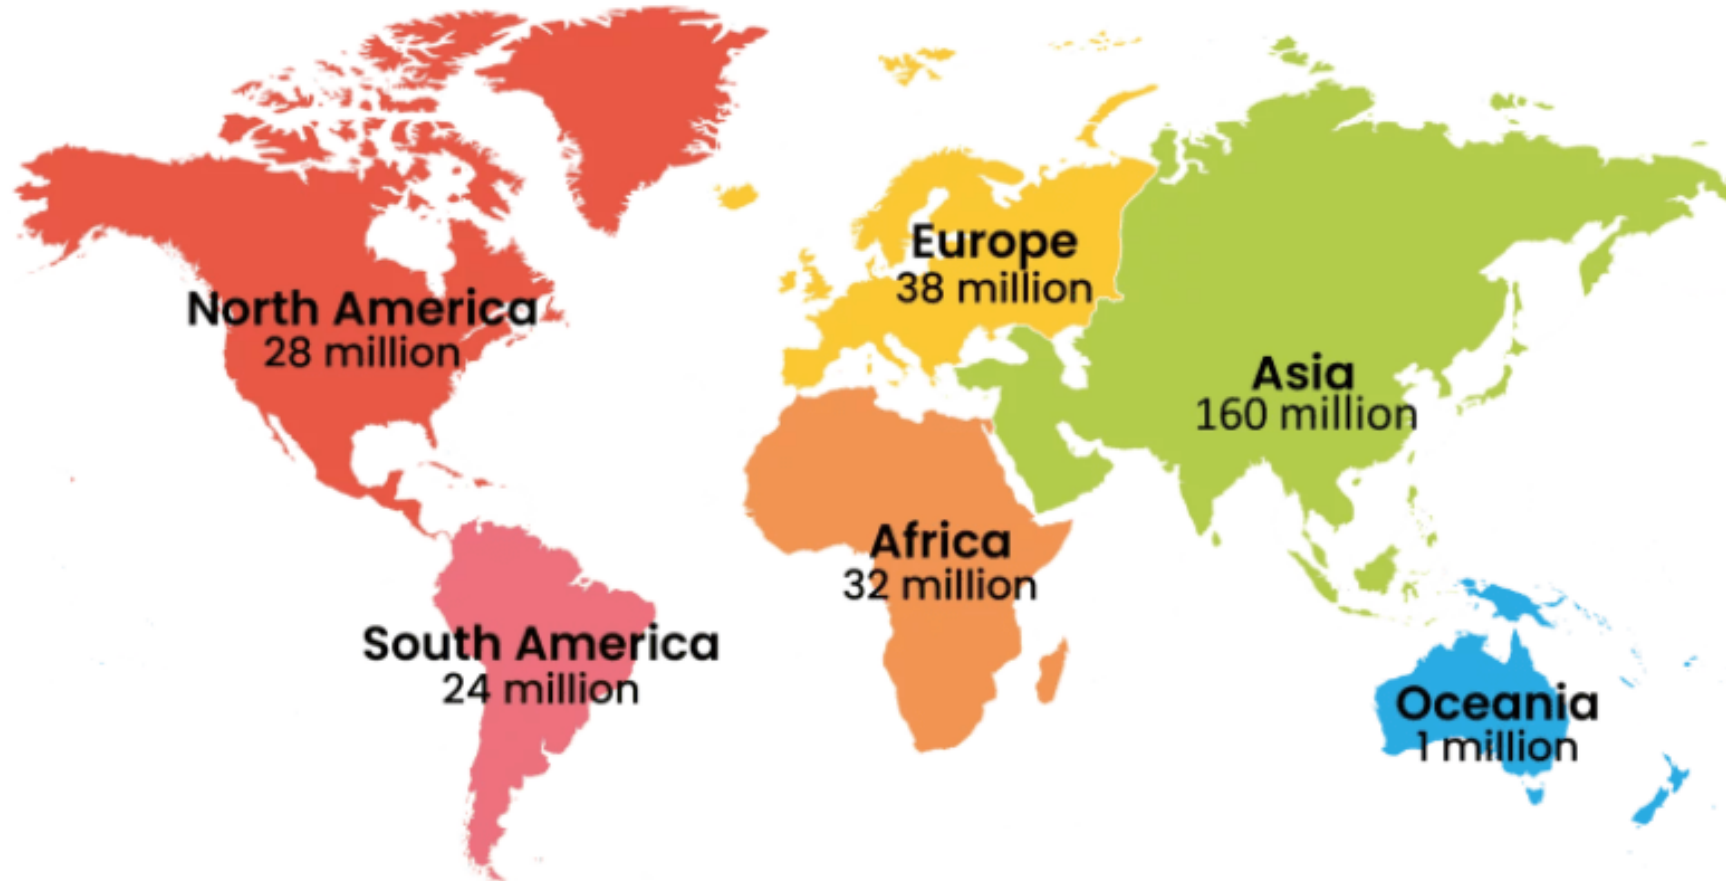 Europe
38 million
North America
28 million
Asia
160 million
Africa
32 million
South America
24 million
Oceania
1 million